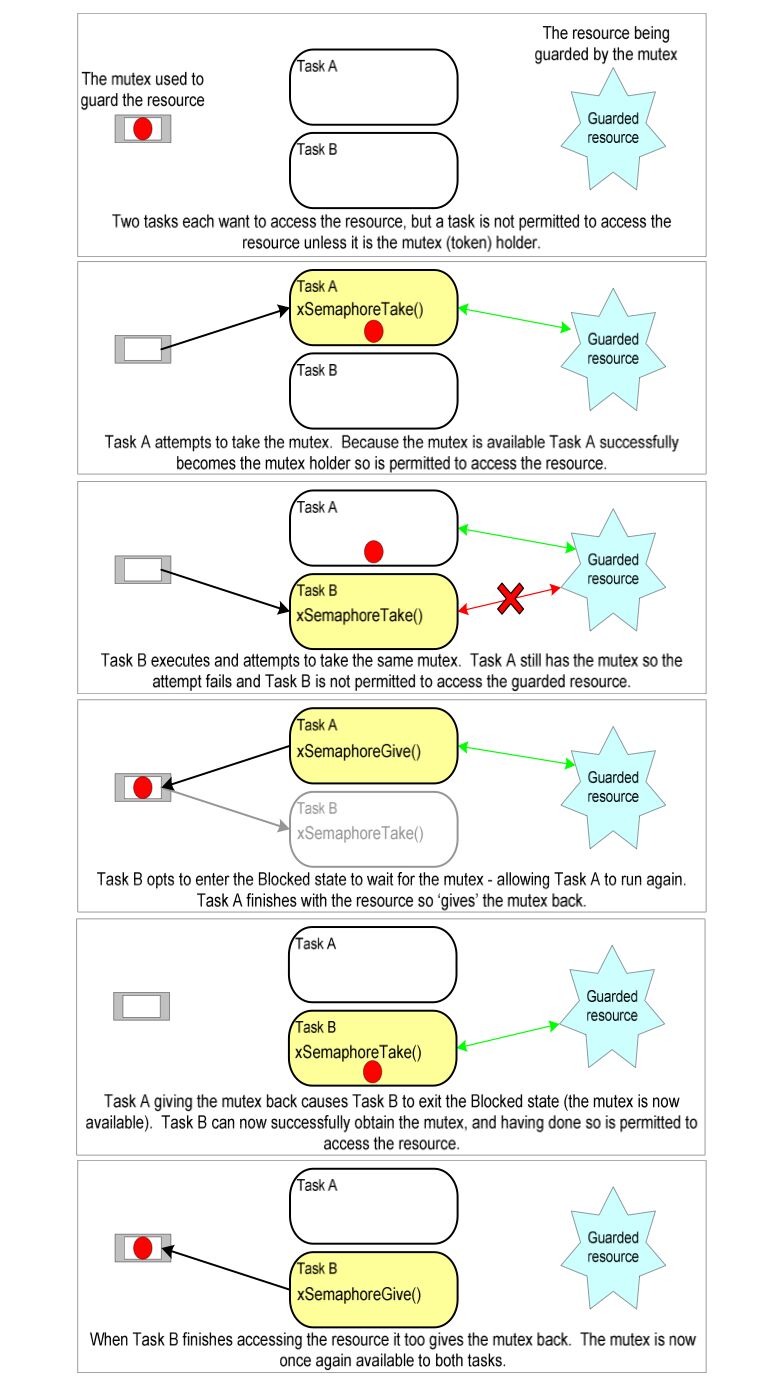 The resource being
guarded by the mutex
The mutex used to
guard the resource
Task A
Guarded
resource
Task B
Two tasks each want to access the resource, but a task is not permitted to access the
resource unless it is the mutex (token) holder.
Task A
xSemaphoreTake()
Guarded
resource
Task B
Task A attempts to take the mutex.  Because the mutex is available Task A successfully
becomes the mutex holder so is permitted to access the resource.
Task A
Guarded
resource
Task B
xSemaphoreTake()
Task B executes and attempts to take the same mutex.  Task A still has the mutex so the
attempt fails and Task B is not permitted to access the guarded resource.
Task A
xSemaphoreGive()
Guarded
resource
Task B
xSemaphoreTake()
Task B opts to enter the Blocked state to wait for the mutex - allowing Task A to run again.
Task A finishes with the resource so ‘gives’ the mutex back.
Task A
Guarded
resource
Task B
xSemaphoreTake()
Task A giving the mutex back causes Task B to exit the Blocked state (the mutex is now
available).  Task B can now successfully obtain the mutex, and having done so is permitted to
access the resource.
Task A
Guarded
resource
Task B
xSemaphoreGive()
When Task B finishes accessing the resource it too gives the mutex back.  The mutex is now
once again available to both tasks.